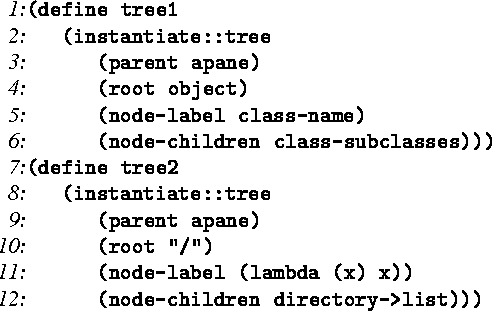 1:(define tree1
2: (instantiate::tree
3: (parent apane)
4: (root object)
5: (node-label class-name)
6: (node-children class-subclasses)))
7:(define tree2
8: (instantiate::tree
9: (parent apane)
10: (root "/")
11: (node-label (lambda (x) x))
12: (node-children directory->list)))